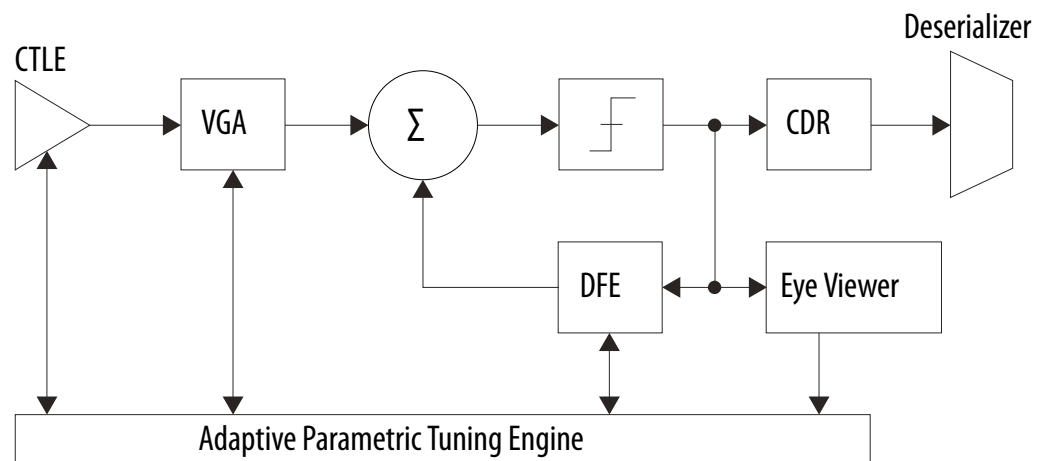 Deserializer
CTLE
VGA
Σ
CDR
DFE
Eye Viewer
Adaptive Parametric Tuning Engine